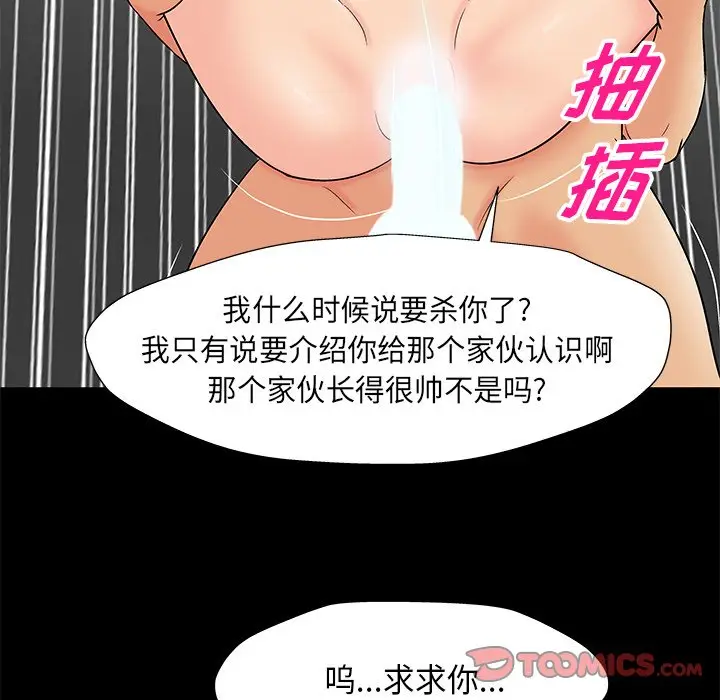 抽
插
我什么时候说要杀你了?
我只有说要介绍你给那个家伙认识啊
那个家伙长得很帅不是吗?
呜...求求你...
TOOMICS.COM